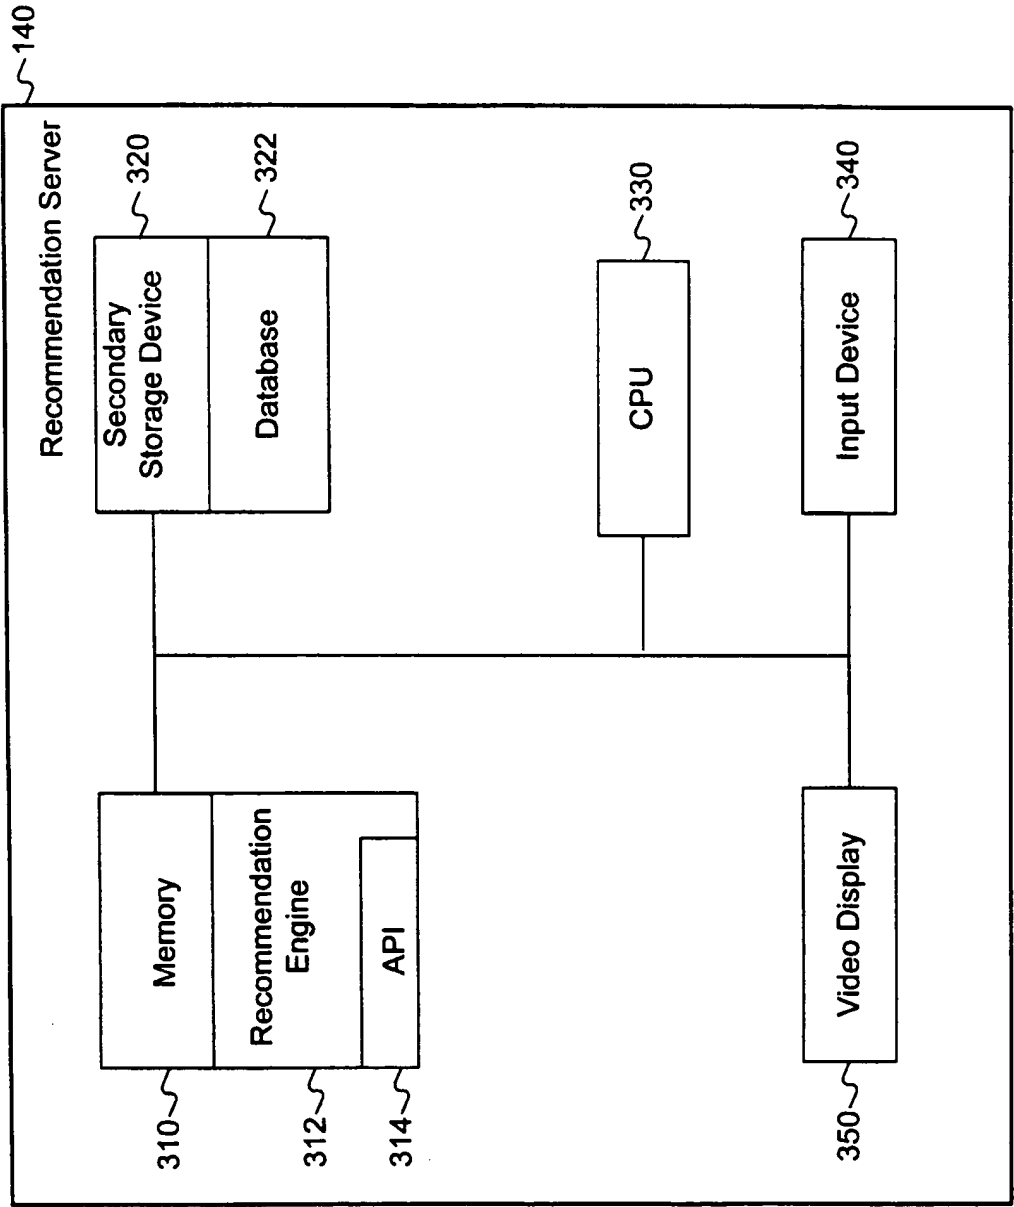 140
Recommendation Server
Memory
310
Recommendation
Engine
312
API
314
Secondary
Storage Device
320
Database
322
CPU
330
Video Display
350
Input Device
340